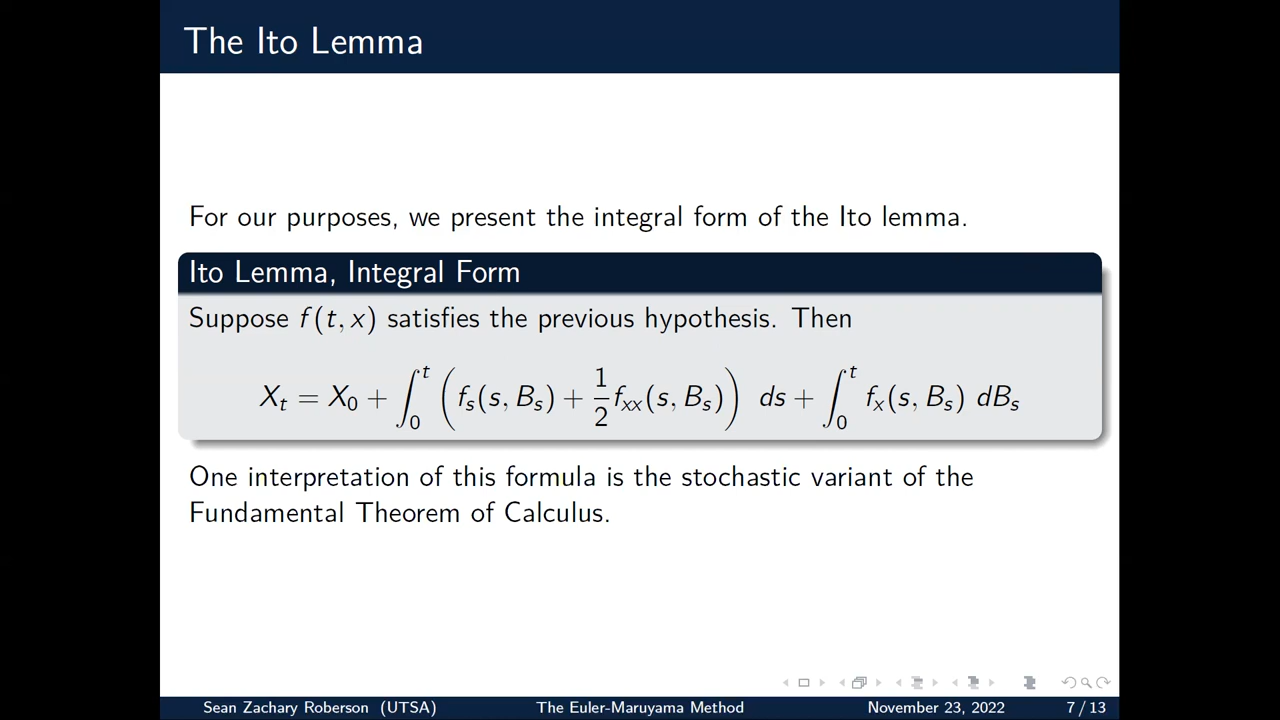 The Ito Lemma
For our purposes, we present the integral form of the Ito lemma.
Ito Lemma, Integral Form
Suppose f(t, x) satisfies the previous hypothesis. Then
X_t = X_0 + ∫_0^t (f_s(s, B_s) + 1/2 f_{xx}(s, B_s)) ds + ∫_0^t f_x(s, B_s) dB_s
One interpretation of this formula is the stochastic variant of the
Fundamental Theorem of Calculus.
Sean Zachary Roberson (UTSA) The Euler-Maruyama Method November 23, 2022 7 / 13